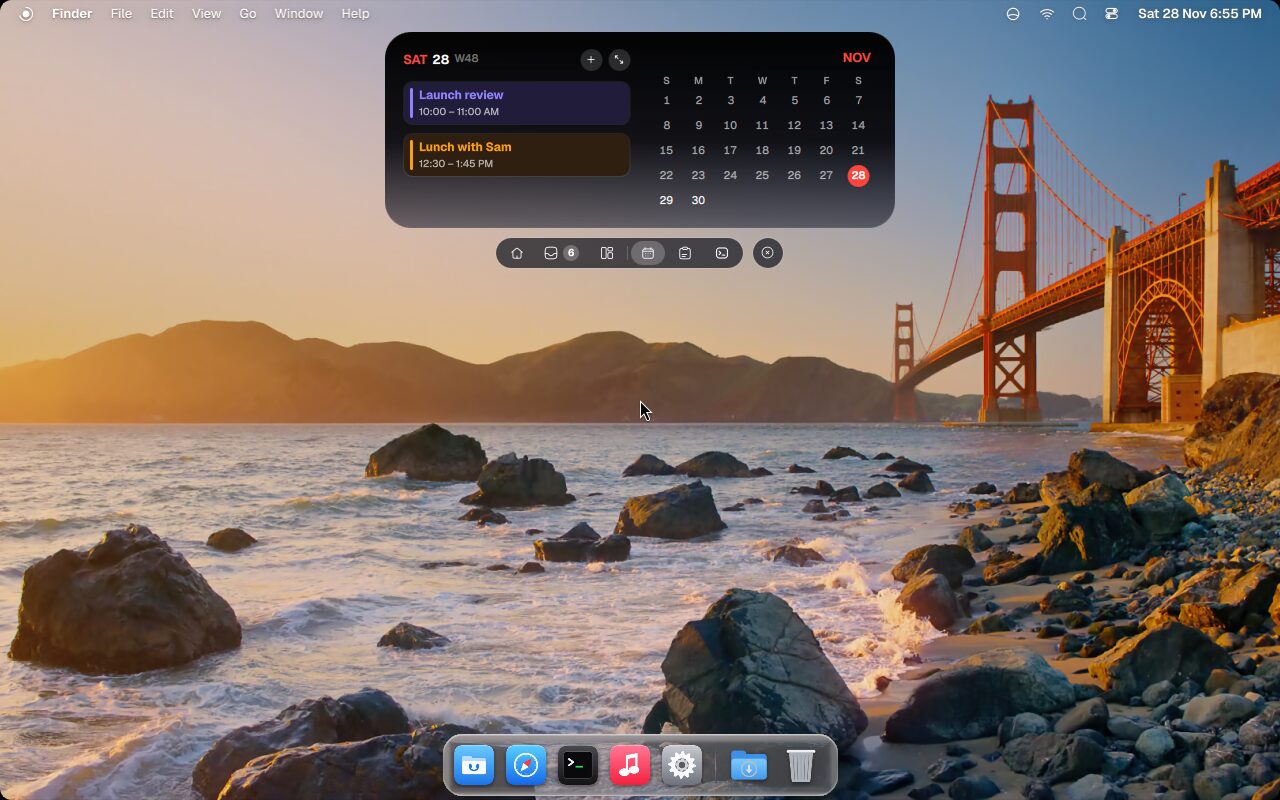 Finder File Edit View Go Window Help Sat 28 Nov 6:55 PM
SAT 28 W48
Launch review
10:00 – 11:00 AM
Lunch with Sam
12:30 – 1:45 PM
NOV
S M T W T F S
1 2 3 4 5 6 7
8 9 10 11 12 13 14
15 16 17 18 19 20 21
22 23 24 25 26 27 28
29 30
6